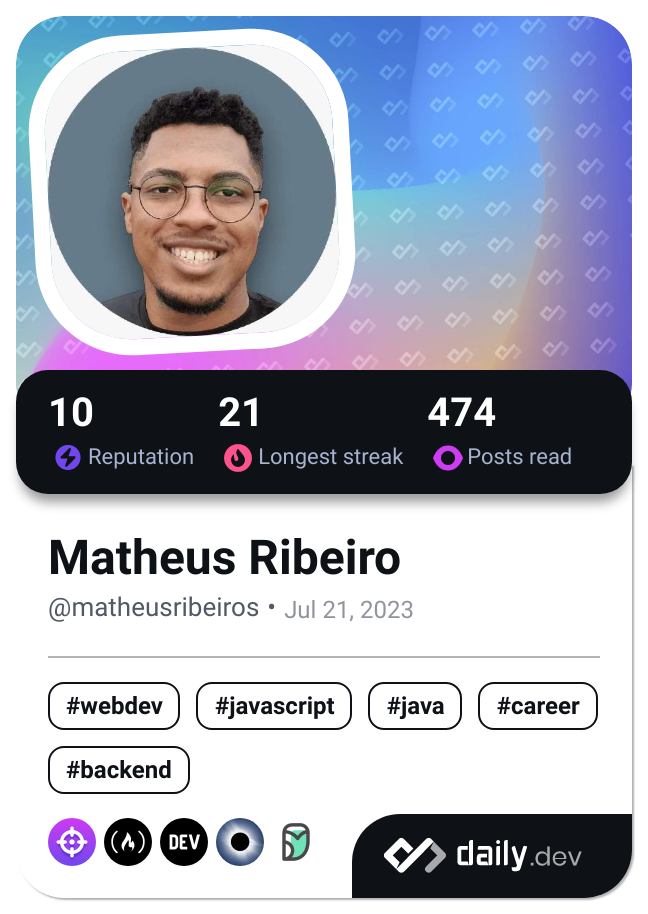 10 21 474
Reputation Longest streak Posts read
Matheus Ribeiro
@matheusribeiros • Jul 21, 2023
#webdev #javascript #java #career
#backend
DEV
daily.dev